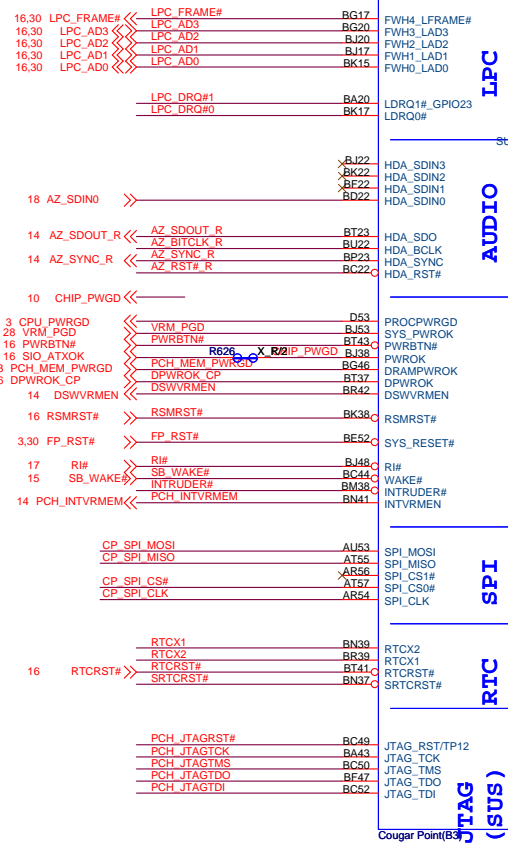 16,30 LPC_FRAME# LPC_FRAME# BG17 FWH4_LFRAME#
16,30 LPC_AD3 LPC_AD3 BG20 FWH3_LAD3
16,30 LPC_AD2 LPC_AD2 BJ20 FWH2_LAD2
16,30 LPC_AD1 LPC_AD1 BJ17 FWH1_LAD1
16,30 LPC_AD0 LPC_AD0 BK15 FWH0_LAD0
LPC
LPC_DRQ#1 BA20 LDRQ1#_GPIO23
LPC_DRQ#0 BK17 LDRQ0#
SU
BJ22 HDA_SDIN3
BK22 HDA_SDIN2
BF22 HDA_SDIN1
18 AZ_SDIN0 BD22 HDA_SDIN0
AUDIO
14 AZ_SDOUT_R AZ_SDOUT_R BT23 HDA_SDO
AZ_BITCLK_R BU22 HDA_BCLK
14 AZ_SYNC_R AZ_SYNC_R BP23 HDA_SYNC
AZ_RST#_R BC22 HDA_RST#
10 CHIP_PWGD
3 CPU_PWRGD D53 PROCPWRGD
28 VRM_PGD VRM_PGD BJ53 SYS_PWROK
16 PWRBTN# PWRBTN# BT43 PWRBTN#
16 SIO_ATXOK R626 X_R/2 CHIP_PWGD BJ38 PWROK
PCH_MEM_PWRGD PCH_MEM_PWRGD BG46 DRAMPWROK
6 DPWROK_CP DPWROK_CP BT37 DPWROK
14 DSWVRMEN DSWVRMEN BR42 DSWVRMEN
16 RSMRST# RSMRST# BK38 RSMRST#
3,30 FP_RST# FP_RST# BE52 SYS_RESET#
17 RI# RI# BJ48 RI#
15 SB_WAKE# SB_WAKE# BC44 WAKE#
INTRUDER# BM38 INTRUDER#
14 PCH_INTVRMEM PCH_INTVRMEM BN41 INTVRMEN
CP_SPI_MOSI AU53 SPI_MOSI
CP_SPI_MISO AT55 SPI_MISO
AR56 SPI_CS1#
CP_SPI_CS# AT57 SPI_CS0#
CP_SPI_CLK AR54 SPI_CLK
SPI
RTCX1 BN39 RTCX2
RTCX2 BR39 RTCX1
16 RTCRST# RTCRST# BT41 RTCRST#
SRTCRST# BN37 SRTCRST#
RTC
PCH_JTAGRST# BC49 JTAG_RST/TP12
PCH_JTAGTCK BA43 JTAG_TCK
PCH_JTAGTMS BC50 JTAG_TMS
PCH_JTAGTDO BF47 JTAG_TDO
PCH_JTAGTDI BC52 JTAG_TDI
JTAG
(SUS)
Cougar Point(B3)